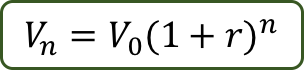 Vₙ = V₀(1 + r)ⁿ